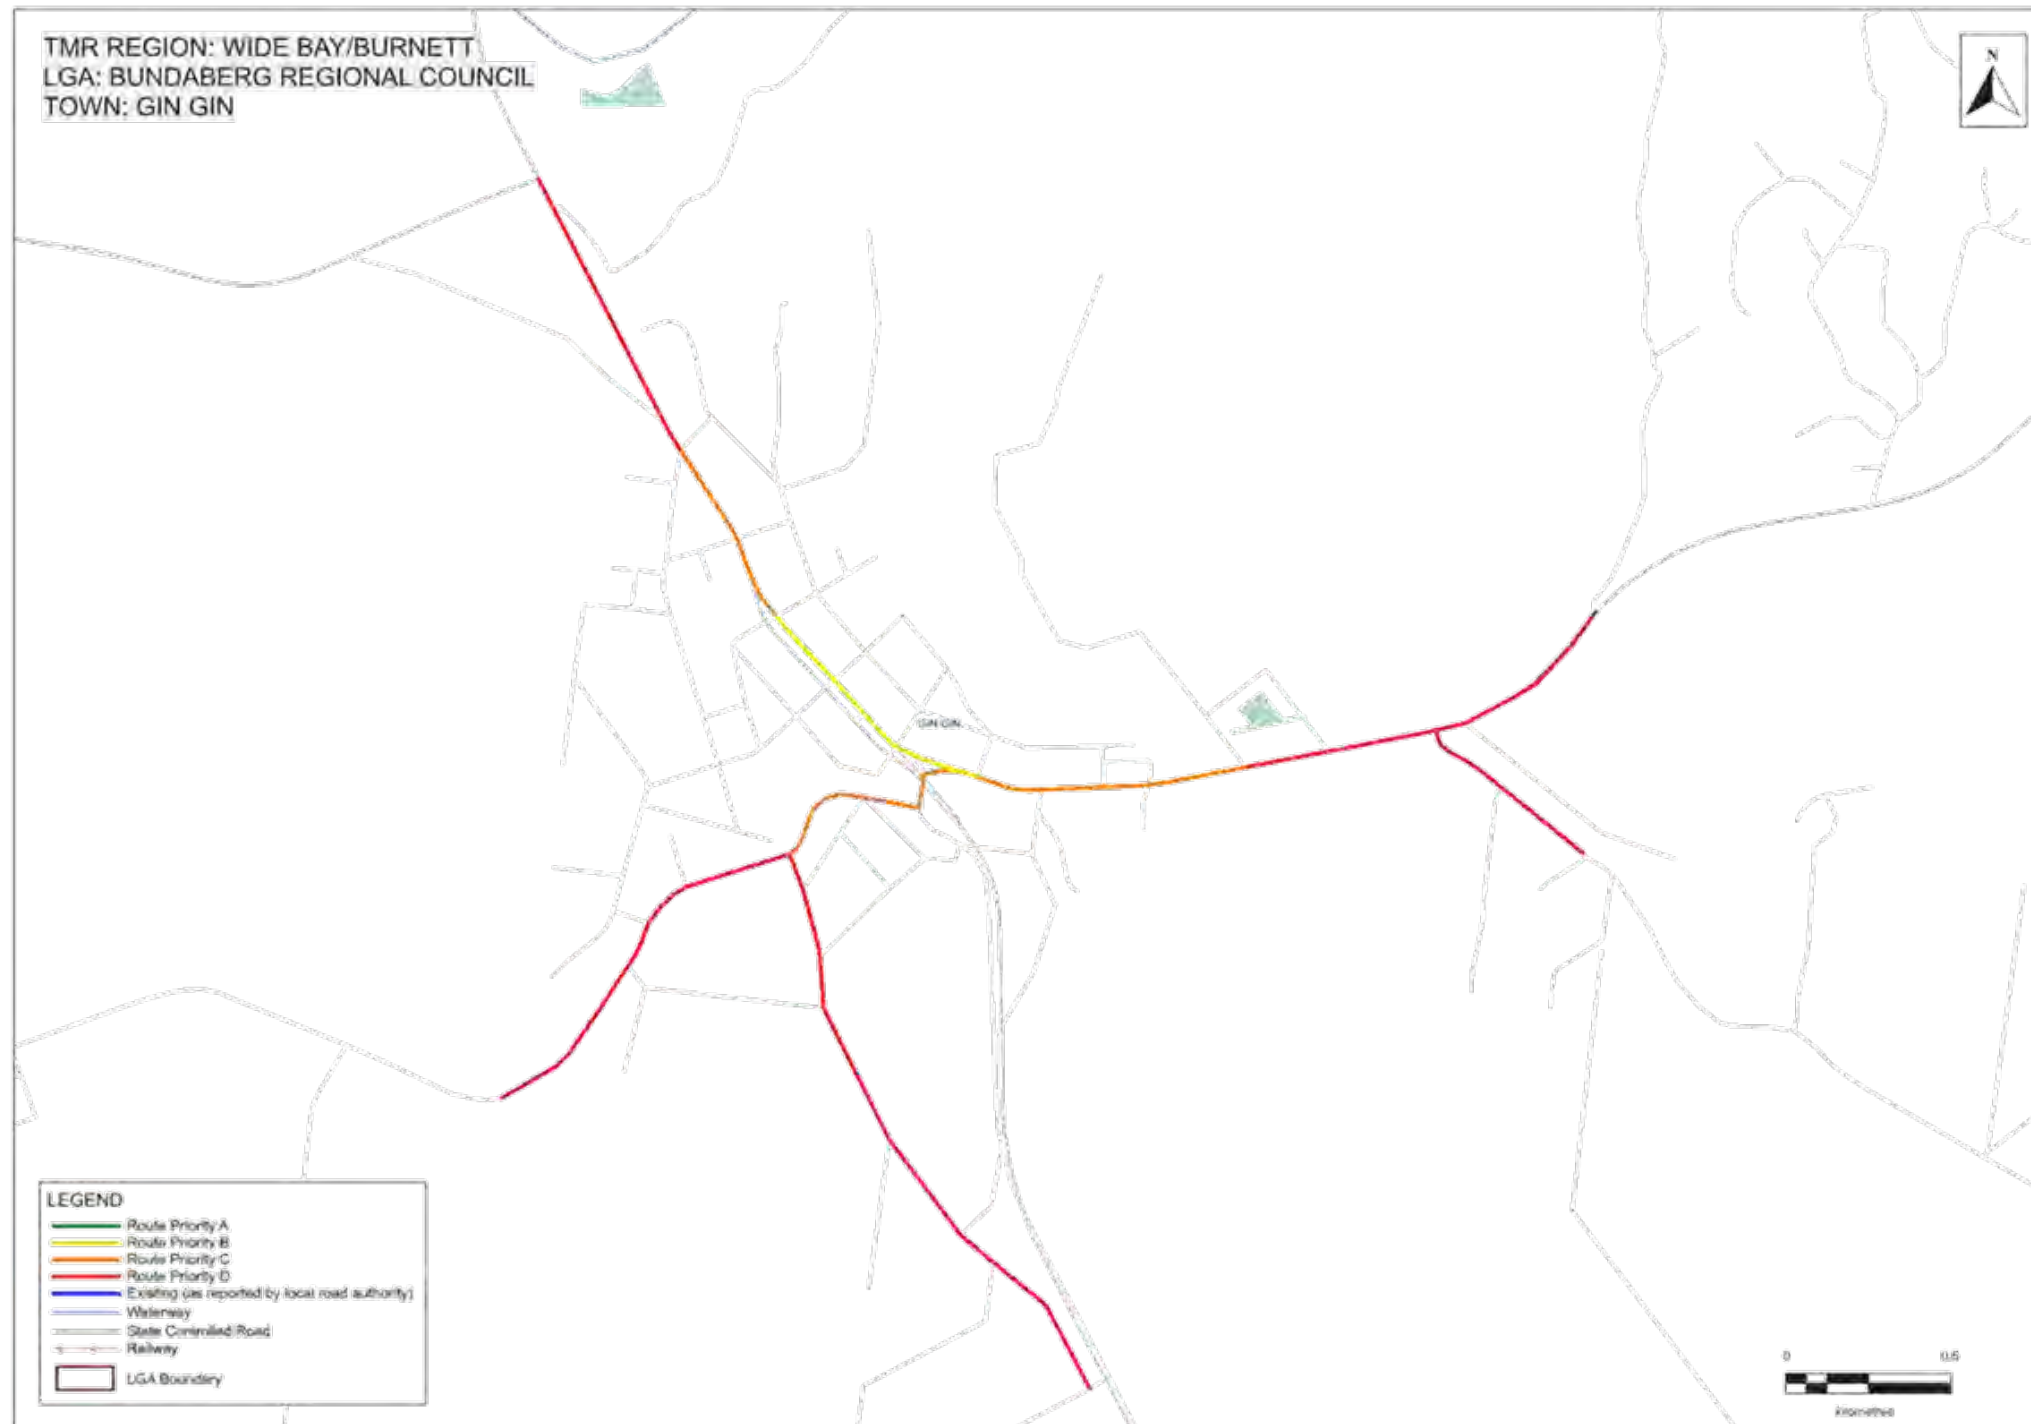 TMR REGION: WIDE BAY/BURNETT
LGA: BUNDABERG REGIONAL COUNCIL
TOWN: GIN GIN
N
GIN GIN
LEGEND
Route Priority A
Route Priority B
Route Priority C
Route Priority D
Existing (as reported by local road authority)
Waterway
State Controlled Road
Railway
LGA Boundary
0 0.5
kilometres